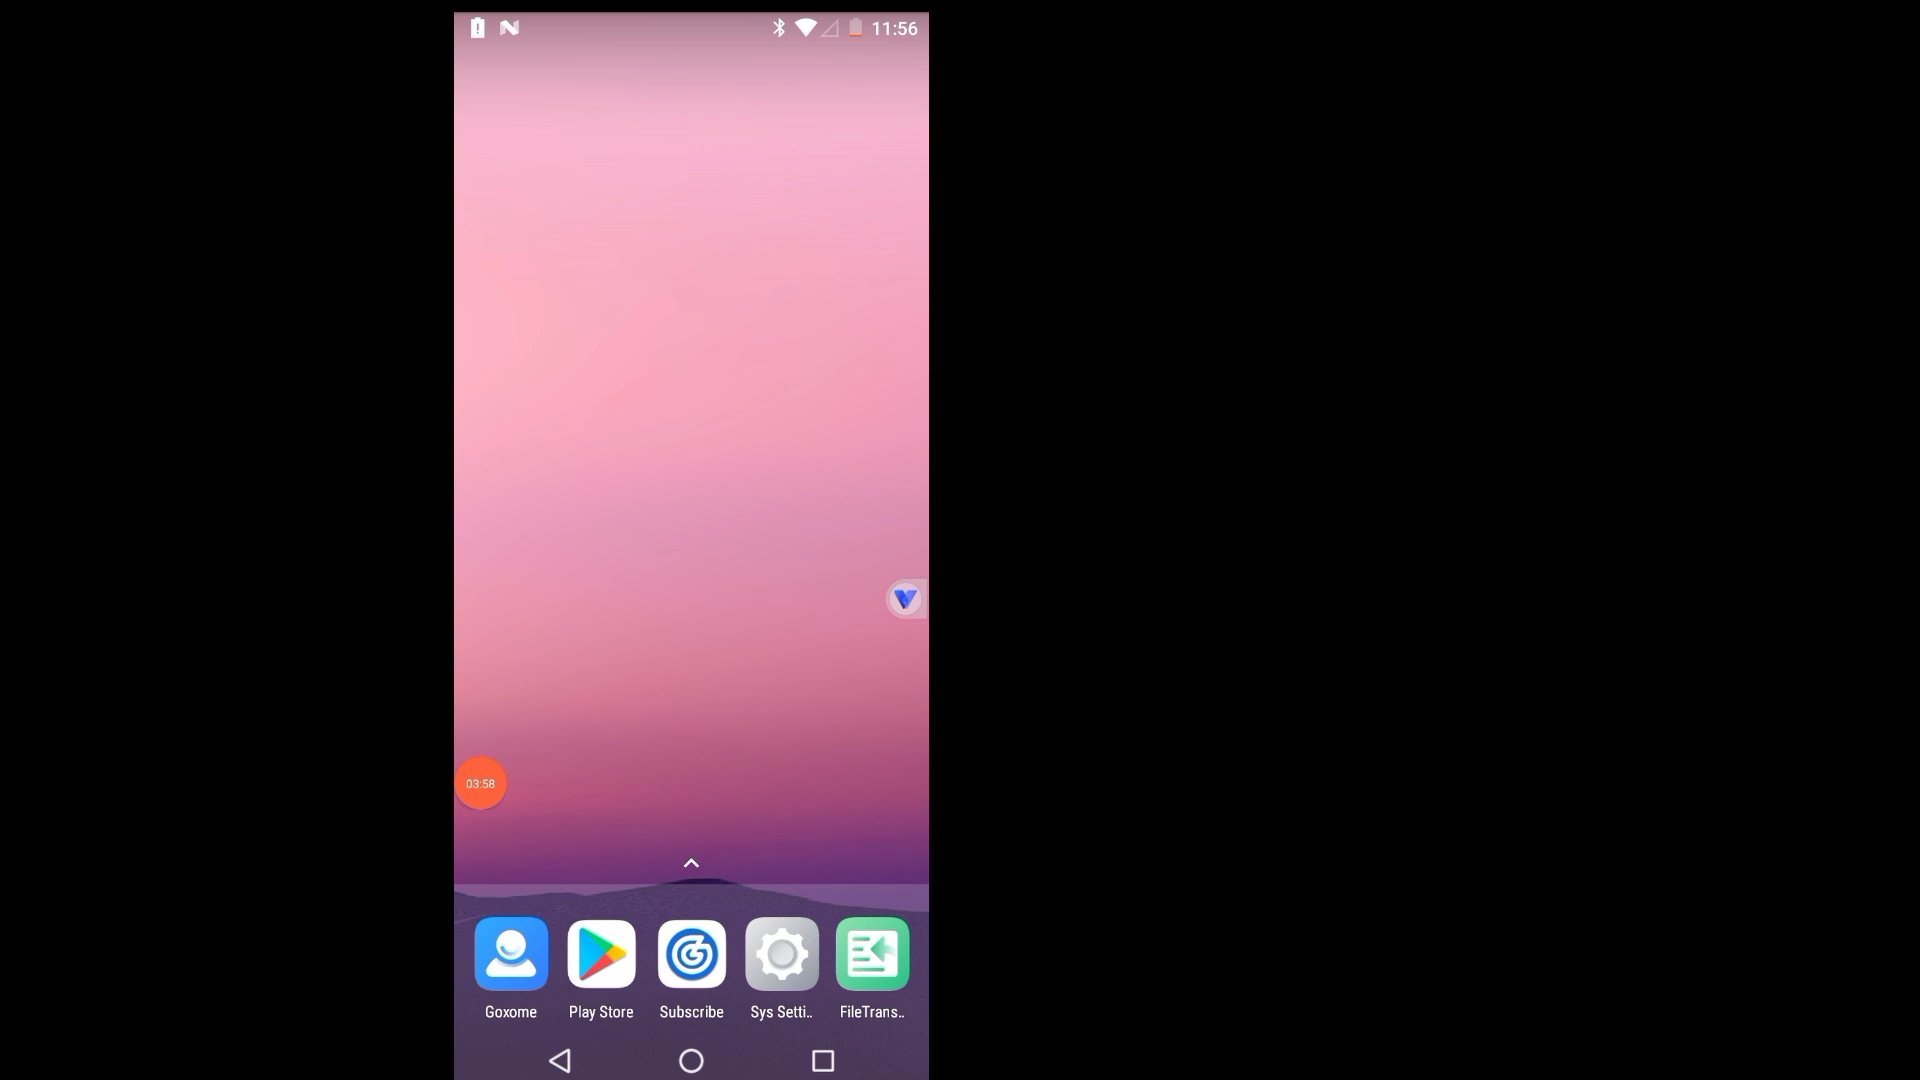 11:56
03:58
Goxome
Play Store
Subscribe
Sys Setti..
FileTrans..